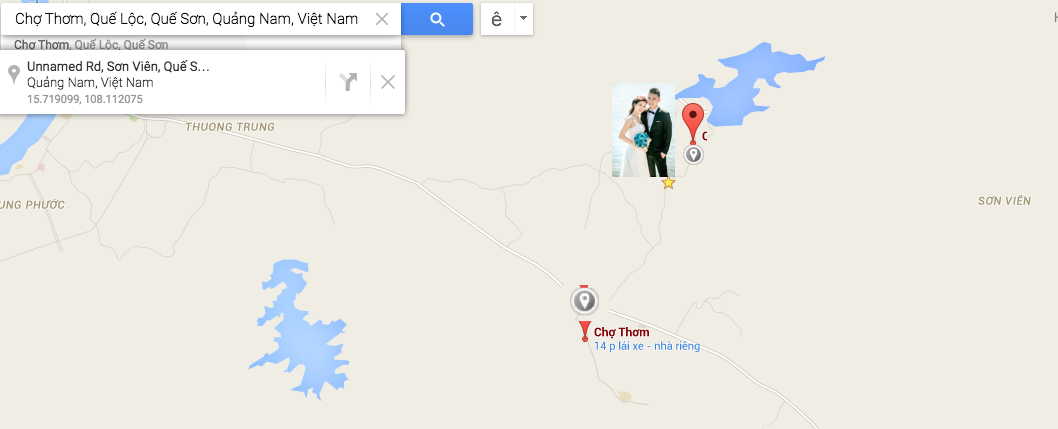 Chợ Thơm, Quế Lộc, Quế Sơn, Quảng Nam, Việt Nam
ê
Chợ Thơm, Quế Lộc, Quế Sơn
Unnamed Rd, Sơn Viên, Quế S...
Quảng Nam, Việt Nam
15.719099, 108.112075
THUONG TRUNG
C
UNG PHƯỚC
SƠN VIÊN
Chợ Thơm
14 p lái xe - nhà riêng